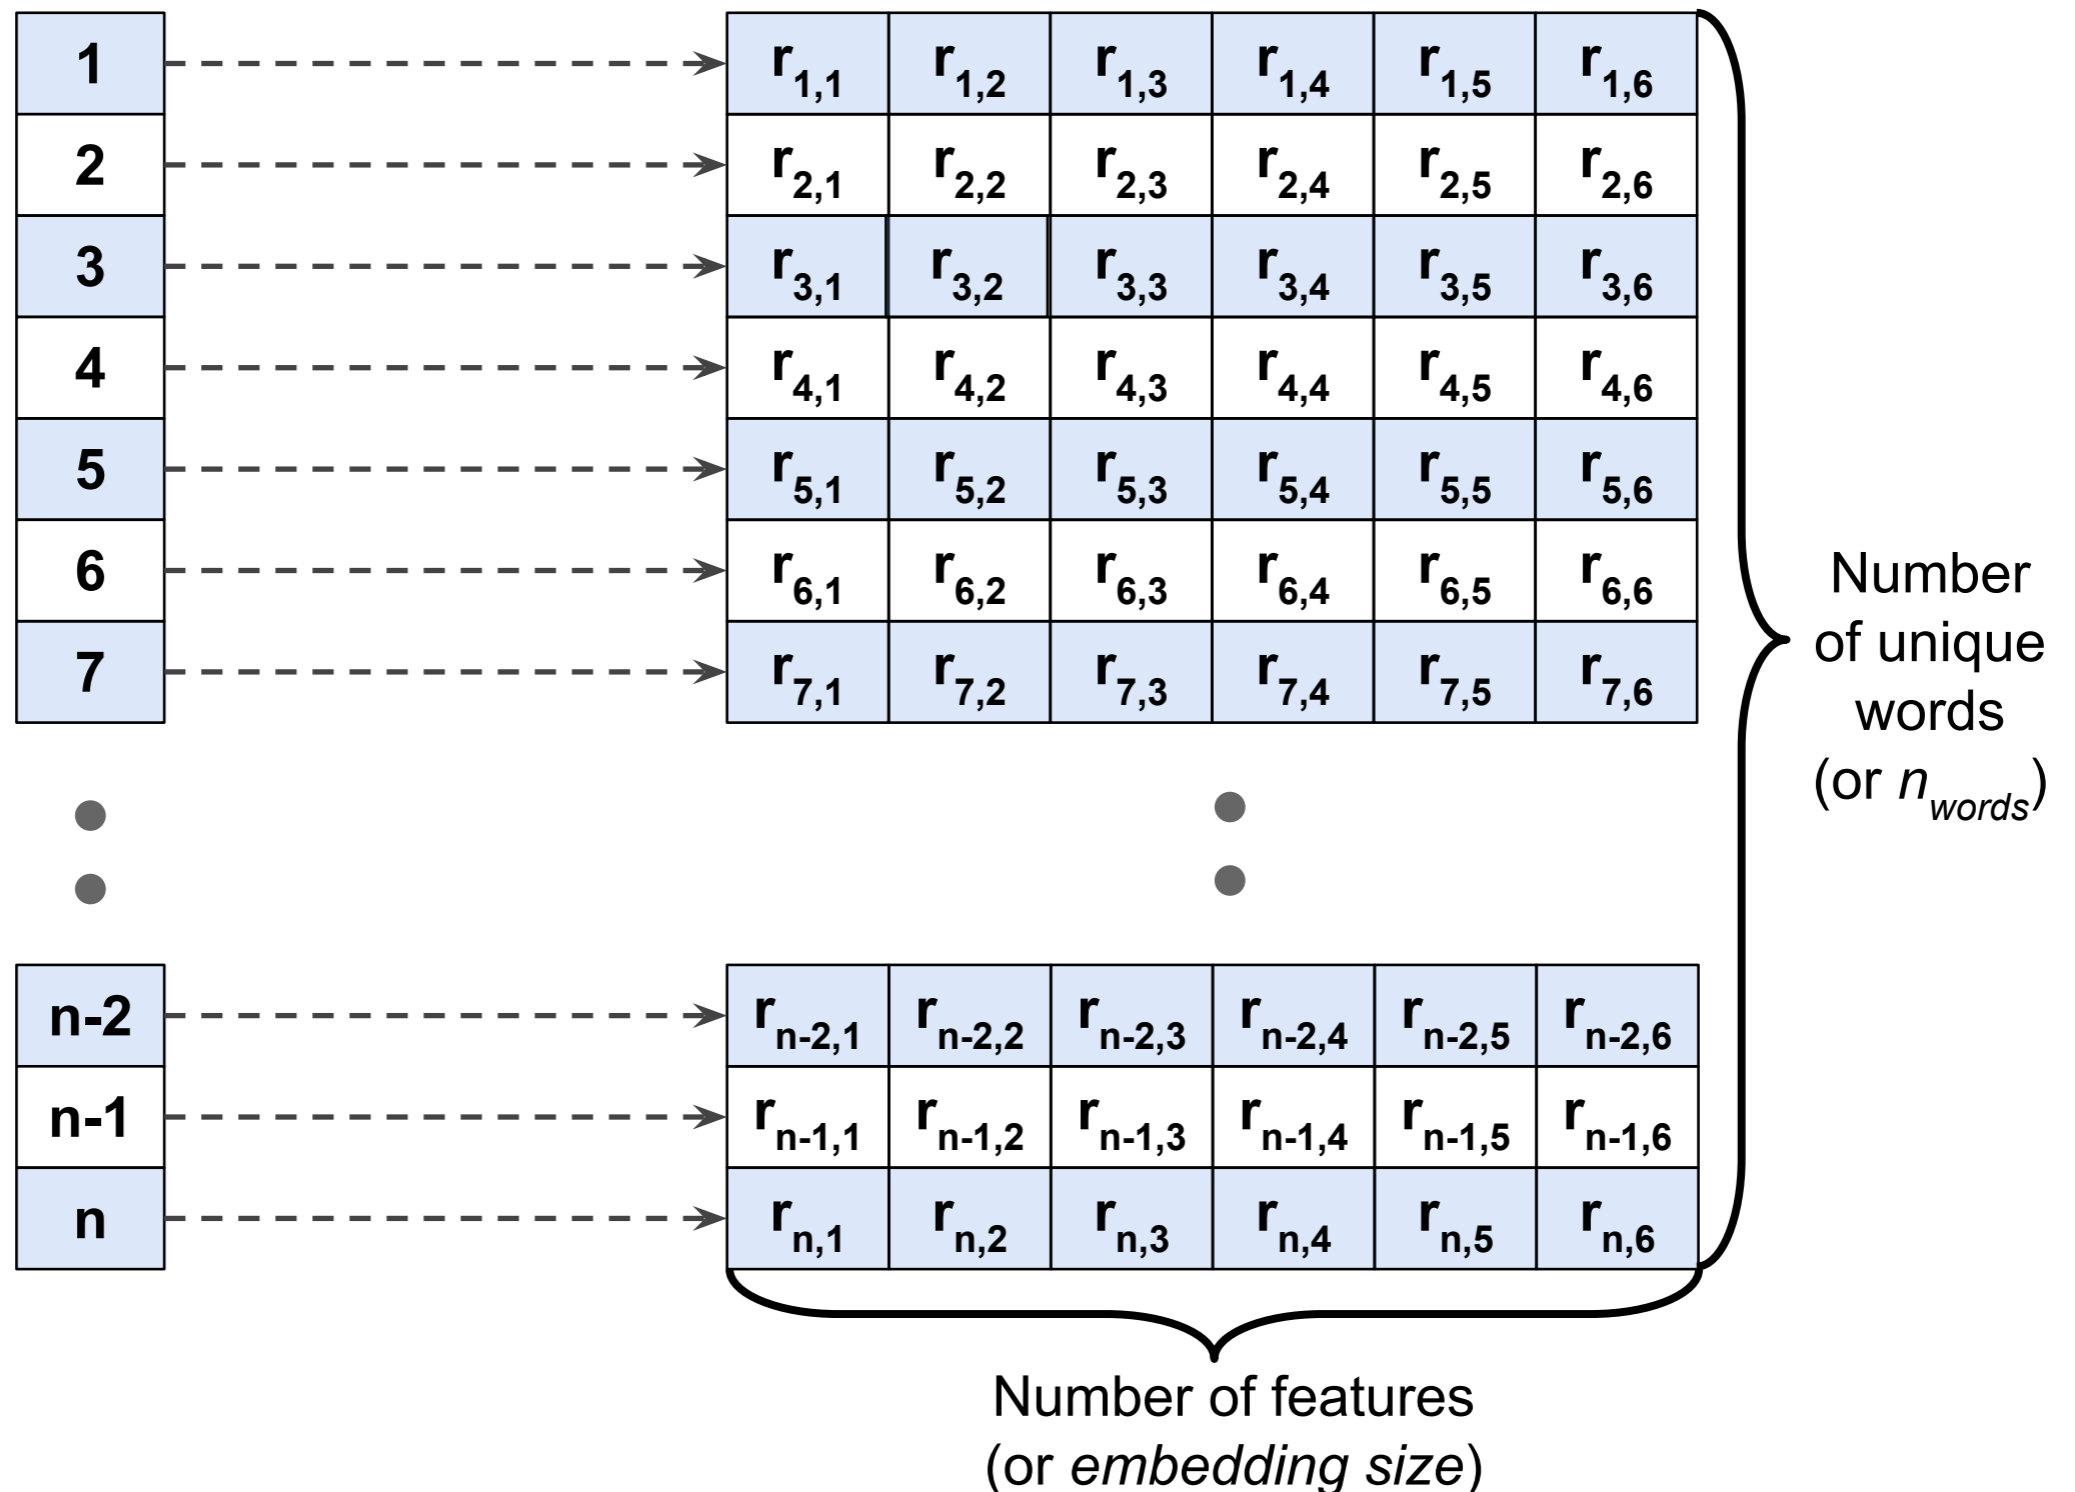 1 r1,1 r1,2 r1,3 r1,4 r1,5 r1,6
2 r2,1 r2,2 r2,3 r2,4 r2,5 r2,6
3 r3,1 r3,2 r3,3 r3,4 r3,5 r3,6
4 r4,1 r4,2 r4,3 r4,4 r4,5 r4,6
5 r5,1 r5,2 r5,3 r5,4 r5,5 r5,6
6 r6,1 r6,2 r6,3 r6,4 r6,5 r6,6
7 r7,1 r7,2 r7,3 r7,4 r7,5 r7,6
n-2 rn-2,1 rn-2,2 rn-2,3 rn-2,4 rn-2,5 rn-2,6
n-1 rn-1,1 rn-1,2 rn-1,3 rn-1,4 rn-1,5 rn-1,6
n rn,1 rn,2 rn,3 rn,4 rn,5 rn,6
Number
of unique
words
(or nwords)
Number of features
(or embedding size)